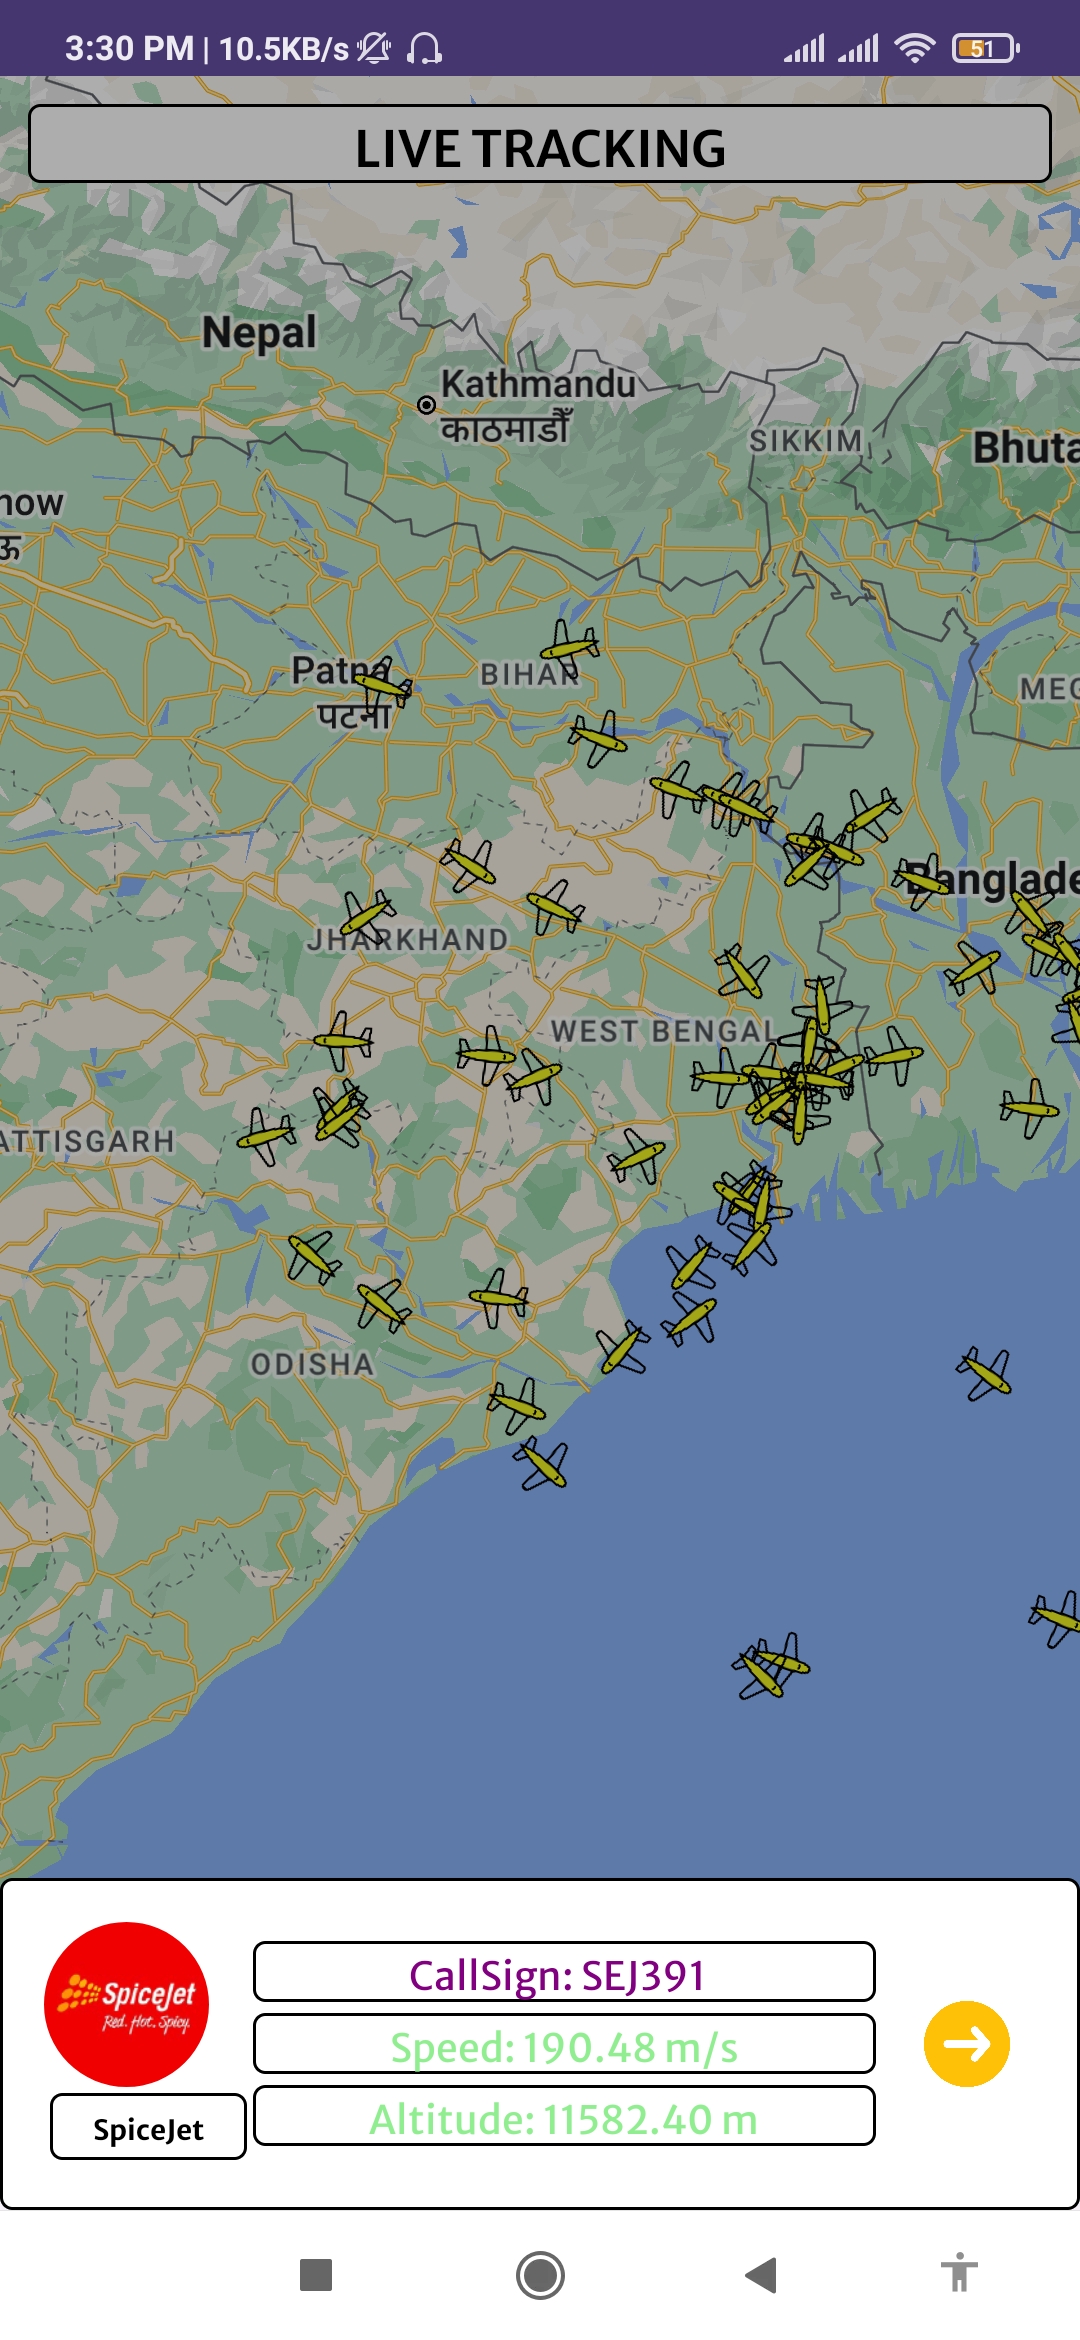 3:30 PM | 10.5KB/s
51
LIVE TRACKING
Nepal
Kathmandu
काठमाडौँ
SIKKIM
Bhuta
now
ऊ
Patna
पटना
BIHAR
MEG
Banglade
JHARKHAND
WEST BENGAL
ATTISGARH
ODISHA
SpiceJet
Red. Hot. Spicy.
SpiceJet
CallSign: SEJ391
Speed: 190.48 m/s
Altitude: 11582.40 m